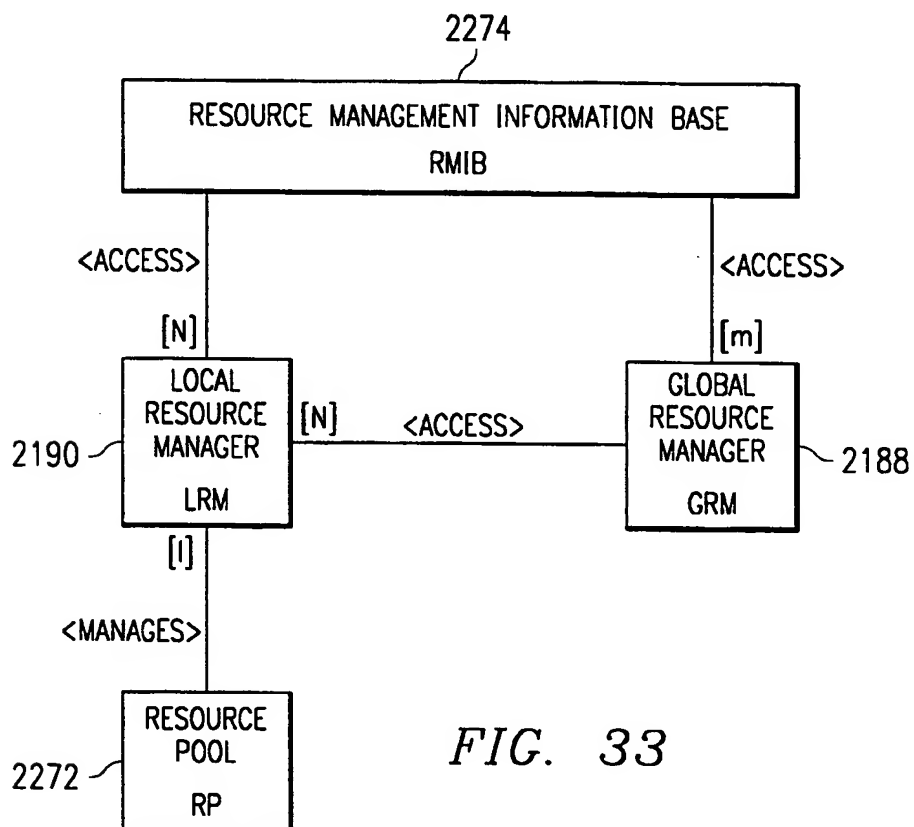 2274
RESOURCE MANAGEMENT INFORMATION BASE
RMIB
<ACCESS>
<ACCESS>
[N]
[m]
LOCAL
RESOURCE
MANAGER
LRM
2190
[N]
<ACCESS>
GLOBAL
RESOURCE
MANAGER
GRM
2188
[l]
<MANAGES>
RESOURCE
POOL
RP
2272
FIG. 33